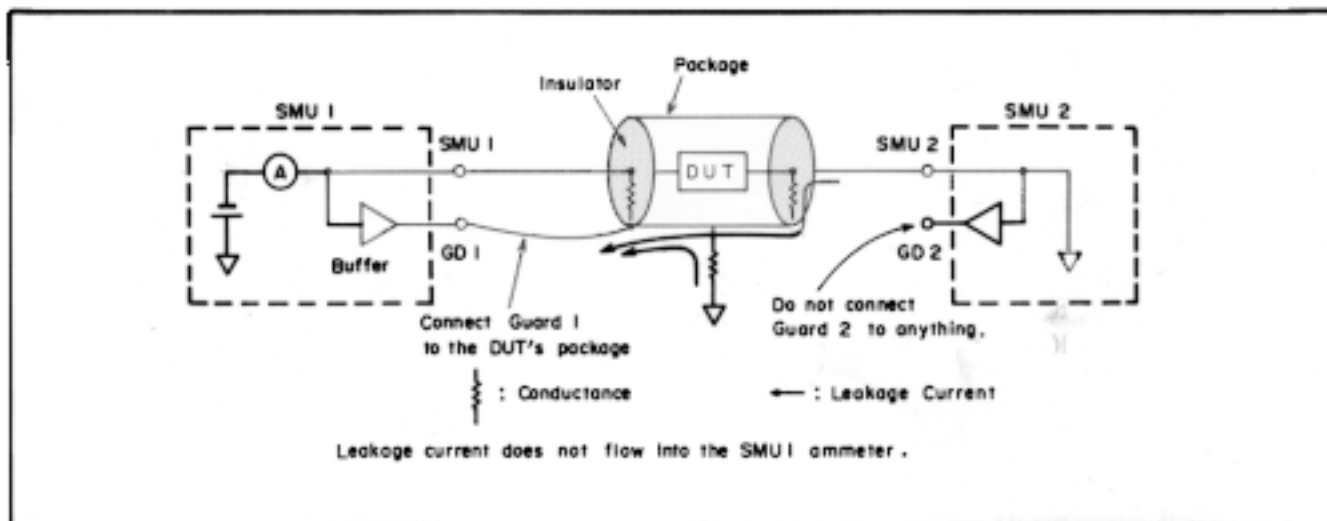 Package
Insulator
SMU 1
SMU 2
SMU 1
SMU 2
A
DUT
Buffer
GD 1
GD 2
Connect Guard 1
to the DUT's package
Do not connect
Guard 2 to anything.
: Conductance
: Leakage Current
Leakage current does not flow into the SMU1 ammeter.